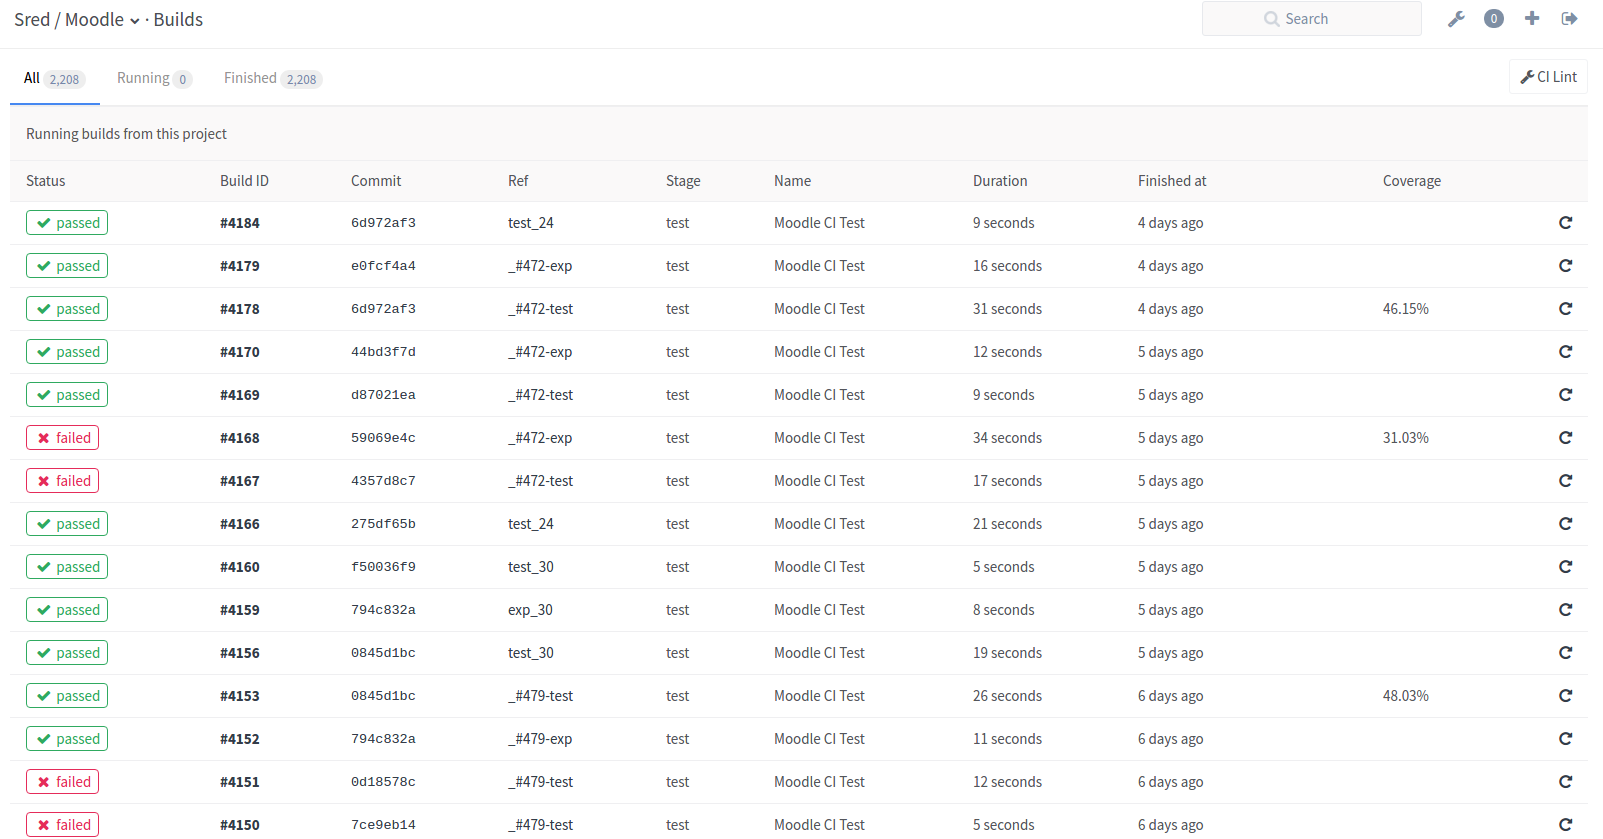 Sred / Moodle · Builds
Search
0
All 2,208 Running 0 Finished 2,208
CI Lint
Running builds from this project
Status Build ID Commit Ref Stage Name Duration Finished at Coverage
passed #4184 6d972af3 test_24 test Moodle CI Test 9 seconds 4 days ago
passed #4179 e0fcf4a4 _#472-exp test Moodle CI Test 16 seconds 4 days ago
passed #4178 6d972af3 _#472-test test Moodle CI Test 31 seconds 4 days ago 46.15%
passed #4170 44bd3f7d _#472-exp test Moodle CI Test 12 seconds 5 days ago
passed #4169 d87021ea _#472-test test Moodle CI Test 9 seconds 5 days ago
failed #4168 59069e4c _#472-exp test Moodle CI Test 34 seconds 5 days ago 31.03%
failed #4167 4357d8c7 _#472-test test Moodle CI Test 17 seconds 5 days ago
passed #4166 275df65b test_24 test Moodle CI Test 21 seconds 5 days ago
passed #4160 f50036f9 test_30 test Moodle CI Test 5 seconds 5 days ago
passed #4159 794c832a exp_30 test Moodle CI Test 8 seconds 5 days ago
passed #4156 0845d1bc test_30 test Moodle CI Test 19 seconds 5 days ago
passed #4153 0845d1bc _#479-test test Moodle CI Test 26 seconds 6 days ago 48.03%
passed #4152 794c832a _#479-exp test Moodle CI Test 11 seconds 6 days ago
failed #4151 0d18578c _#479-test test Moodle CI Test 12 seconds 6 days ago
failed #4150 7ce9eb14 _#479-test test Moodle CI Test 5 seconds 6 days ago